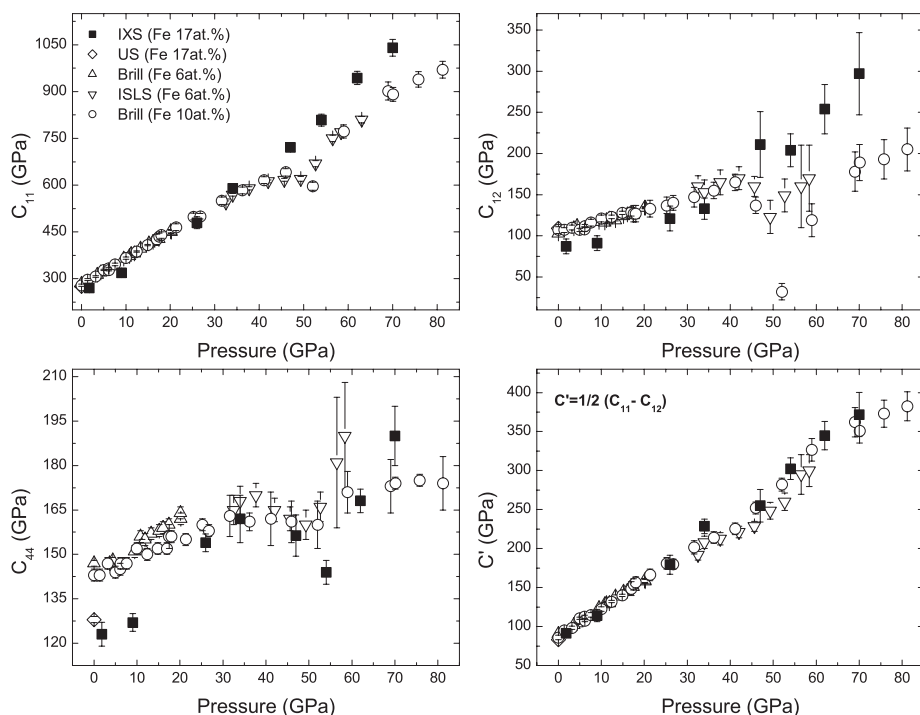 IXS (Fe 17at.%)
US (Fe 17at.%)
Brill (Fe 6at.%)
ISLS (Fe 6at.%)
Brill (Fe 10at.%)
1050
900
750
600
450
300
C11 (GPa)
0 10 20 30 40 50 60 70 80
Pressure (GPa)
350
300
250
200
150
100
50
C12 (GPa)
0 10 20 30 40 50 60 70 80
Pressure (GPa)
210
195
180
165
150
135
120
C44 (GPa)
0 10 20 30 40 50 60 70 80
Pressure (GPa)
C'=1/2 (C11- C12)
400
350
300
250
200
150
100
50
C' (GPa)
0 10 20 30 40 50 60 70 80
Pressure (GPa)